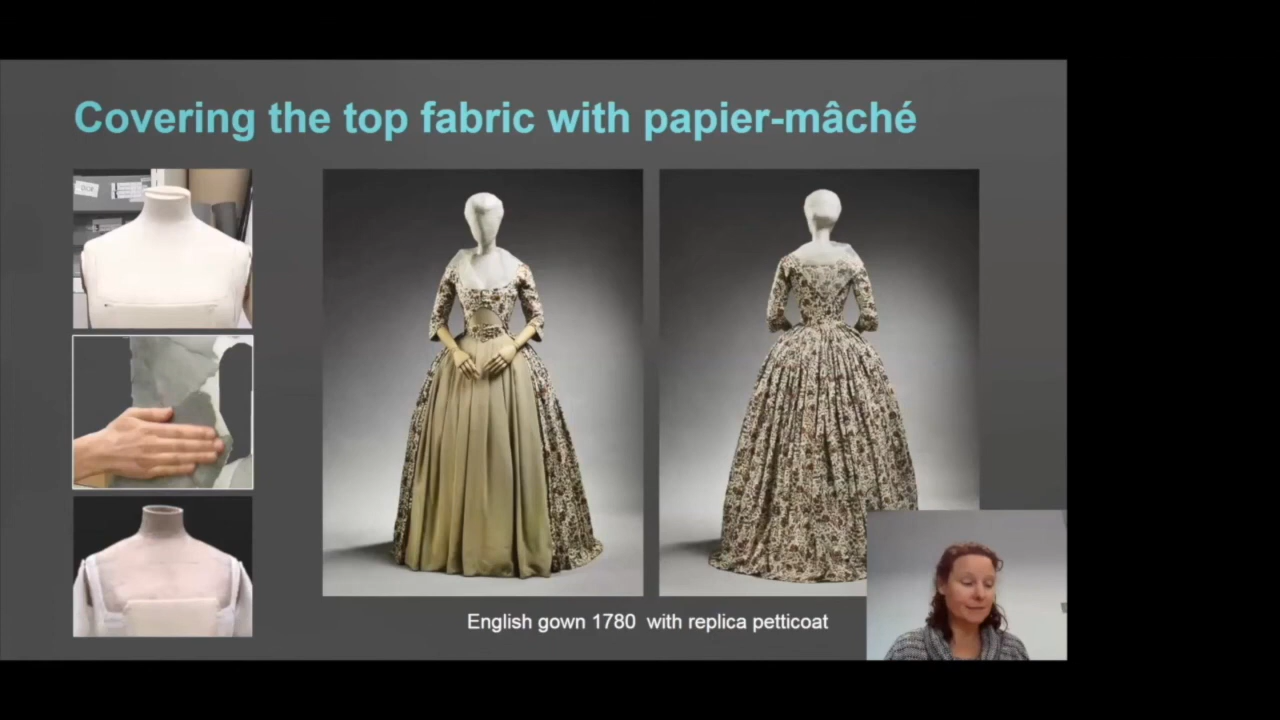 Covering the top fabric with papier-mâché
English gown 1780 with replica petticoat